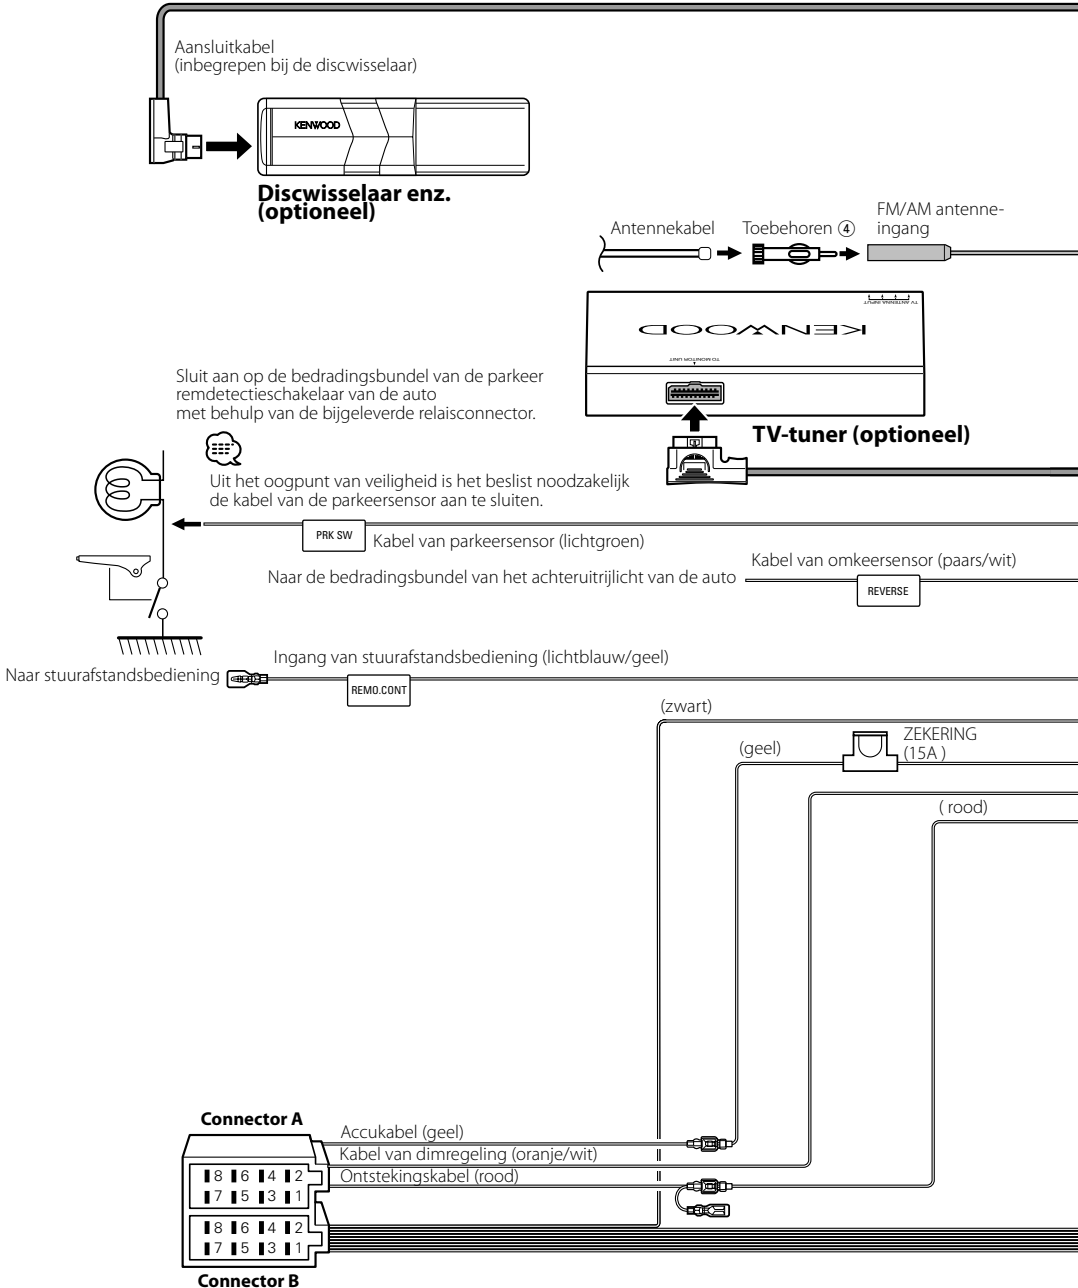 Aansluitkabel
(inbegrepen bij de discwisselaar)
KENWOOD
Discwisselaar enz.
(optioneel)
Antennekabel
Toebehoren ④
FM/AM antenne-
ingang
TV ANTENNA INPUT
KENWOOD
TO MONITOR UNIT
TV-tuner (optioneel)
Sluit aan op de bedradingsbundel van de parkeer
remdetectieschakelaar van de auto
met behulp van de bijgeleverde relaisconnector.
Uit het oogpunt van veiligheid is het beslist noodzakelijk
de kabel van de parkeersensor aan te sluiten.
PRK SW
Kabel van parkeersensor (lichtgroen)
Kabel van omkeersensor (paars/wit)
Naar de bedradingsbundel van het achteruitrijlicht van de auto
REVERSE
Ingang van stuurafstandsbediening (lichtblauw/geel)
Naar stuurafstandsbediening
REMO.CONT
(zwart)
(geel)
ZEKERING
(15A )
( rood)
Connector A
Accukabel (geel)
Kabel van dimregeling (oranje/wit)
Ontstekingskabel (rood)
8 6 4 2
7 5 3 1
8 6 4 2
7 5 3 1
Connector B